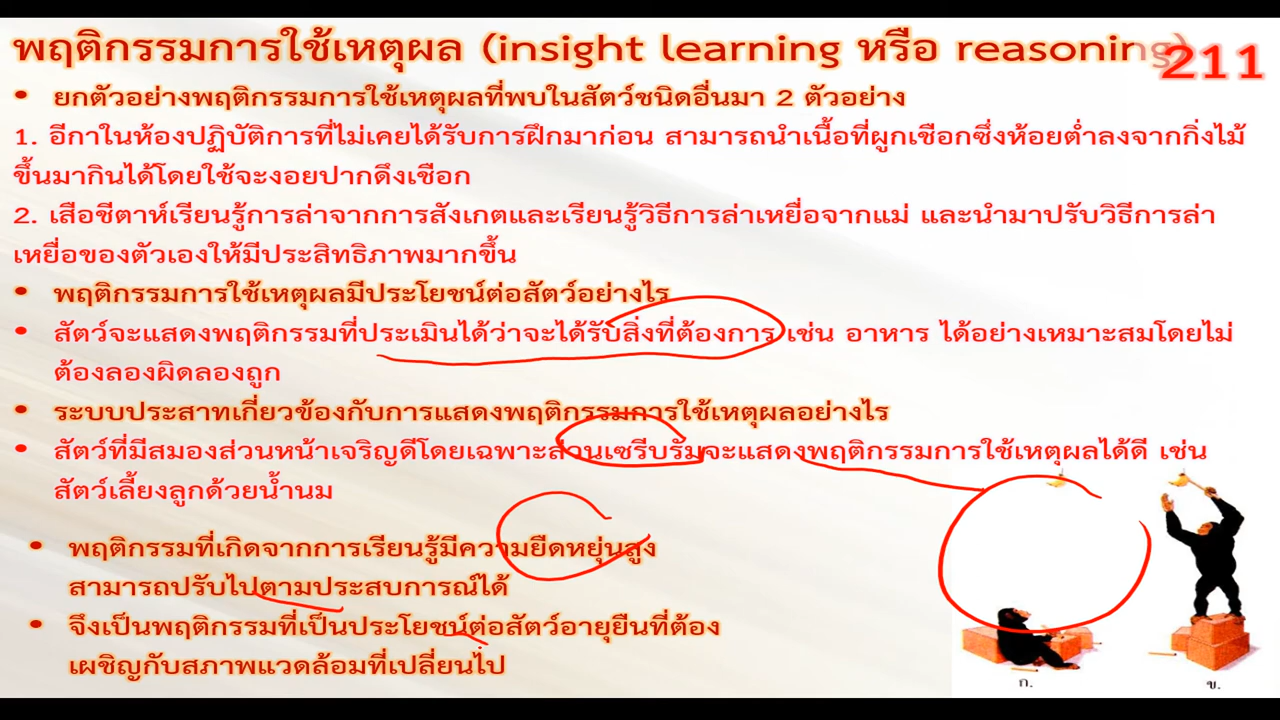 พฤติกรรมการใช้เหตุผล (insight learning หรือ reasoning)
211
• ยกตัวอย่างพฤติกรรมการใช้เหตุผลที่พบในสัตว์ชนิดอื่นมา 2 ตัวอย่าง
1. อีกาในห้องปฏิบัติการที่ไม่เคยได้รับการฝึกมาก่อน สามารถนำเนื้อที่ผูกเชือกซึ่งห้อยต่ำลงจากกิ่งไม้
ขึ้นมากินได้โดยใช้จะงอยปากดึงเชือก
2. เสือชีตาห์เรียนรู้การล่าจากการสังเกตและเรียนรู้วิธีการล่าเหยื่อจากแม่ และนำมาปรับวิธีการล่า
เหยื่อของตัวเองให้มีประสิทธิภาพมากขึ้น
• พฤติกรรมการใช้เหตุผลมีประโยชน์ต่อสัตว์อย่างไร
• สัตว์จะแสดงพฤติกรรมที่ประเมินได้ว่าจะได้รับสิ่งที่ต้องการ เช่น อาหาร ได้อย่างเหมาะสมโดยไม่
ต้องลองผิดลองถูก
• ระบบประสาทเกี่ยวข้องกับการแสดงพฤติกรรมการใช้เหตุผลอย่างไร
• สัตว์ที่มีสมองส่วนหน้าเจริญดีโดยเฉพาะส่วนเซรีบรัมจะแสดงพฤติกรรมการใช้เหตุผลได้ดี เช่น
สัตว์เลี้ยงลูกด้วยน้ำนม
• พฤติกรรมที่เกิดจากการเรียนรู้มีความยืดหยุ่นสูง
สามารถปรับไปตามประสบการณ์ได้
• จึงเป็นพฤติกรรมที่เป็นประโยชน์ต่อสัตว์อายุยืนที่ต้อง
เผชิญกับสภาพแวดล้อมที่เปลี่ยนไป
ก.
ข.